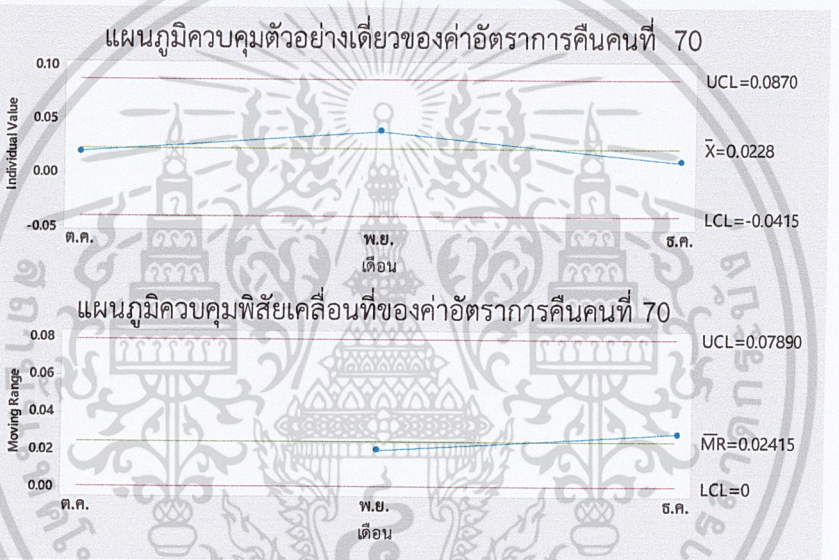 แผนภูมิควบคุมตัวอย่างเดี่ยวของค่าอัตราการคืนคนที่ 70
Individual Value
0.10
0.05
0.00
-0.05
UCL=0.0870
X̄=0.0228
LCL=-0.0415
ต.ค. พ.ย. ธ.ค.
เดือน
แผนภูมิควบคุมพิสัยเคลื่อนที่ของค่าอัตราการคืนคนที่ 70
Moving Range
0.08
0.06
0.04
0.02
0.00
UCL=0.07890
M̅R̅=0.02415
LCL=0
ต.ค. พ.ย. ธ.ค.
เดือน